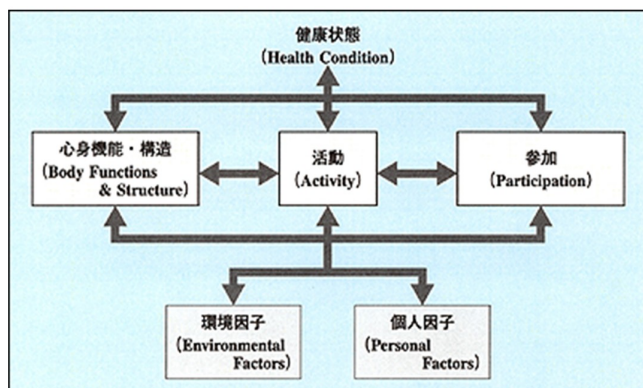 健康状態
(Health Condition)
心身機能・構造
(Body Functions
& Structure)
活動
(Activity)
参加
(Participation)
環境因子
(Environmental
Factors)
個人因子
(Personal
Factors)